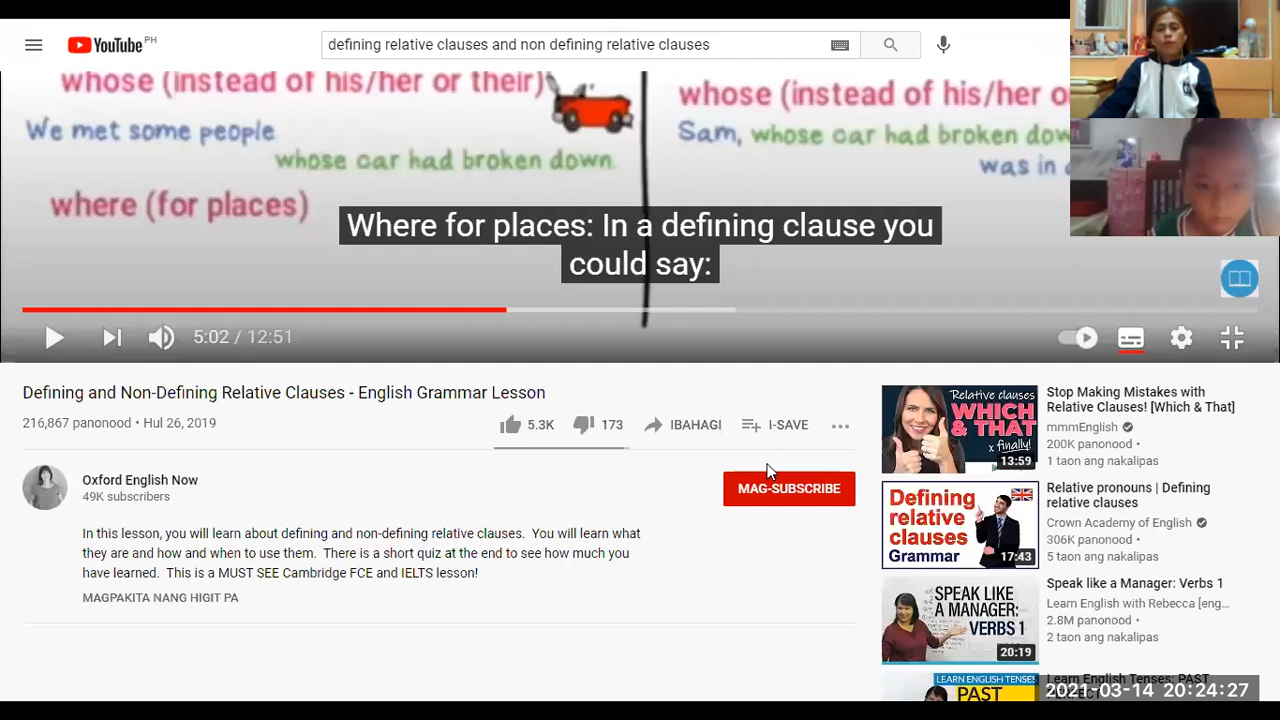 YouTube PH
defining relative clauses and non defining relative clauses
whose (instead of his/her or their)
We met some people
whose car had broken down.
where (for places)
whose (instead of his/her o
Sam, whose car had broken dow
was in a
Where for places: In a defining clause you
could say:
5:02 / 12:51
Defining and Non-Defining Relative Clauses - English Grammar Lesson
216,867 panonood • Hul 26, 2019
5.3K
173
IBAHAGI
I-SAVE
Oxford English Now
49K subscribers
MAG-SUBSCRIBE
In this lesson, you will learn about defining and non-defining relative clauses. You will learn what
they are and how and when to use them. There is a short quiz at the end to see how much you
have learned. This is a MUST SEE Cambridge FCE and IELTS lesson!
MAGPAKITA NANG HIGIT PA
Relative clauses
WHICH &
THAT
x finally!
13:59
Stop Making Mistakes with
Relative Clauses! [Which & That]
mmmEnglish
200K panonood •
1 taon ang nakalipas
Defining
relative
clauses
Grammar
17:43
Relative pronouns | Defining
relative clauses
Crown Academy of English
306K panonood •
5 taon ang nakalipas
SPEAK LIKE
A MANAGER:
VERBS 1
20:19
Speak like a Manager: Verbs 1
Learn English with Rebecca [eng...
2.8M panonood •
2 taon ang nakalipas
LEARN ENGLISH TENSES:
PAST
Learn English Tenses: PAST
2021-03-14 20:24:27